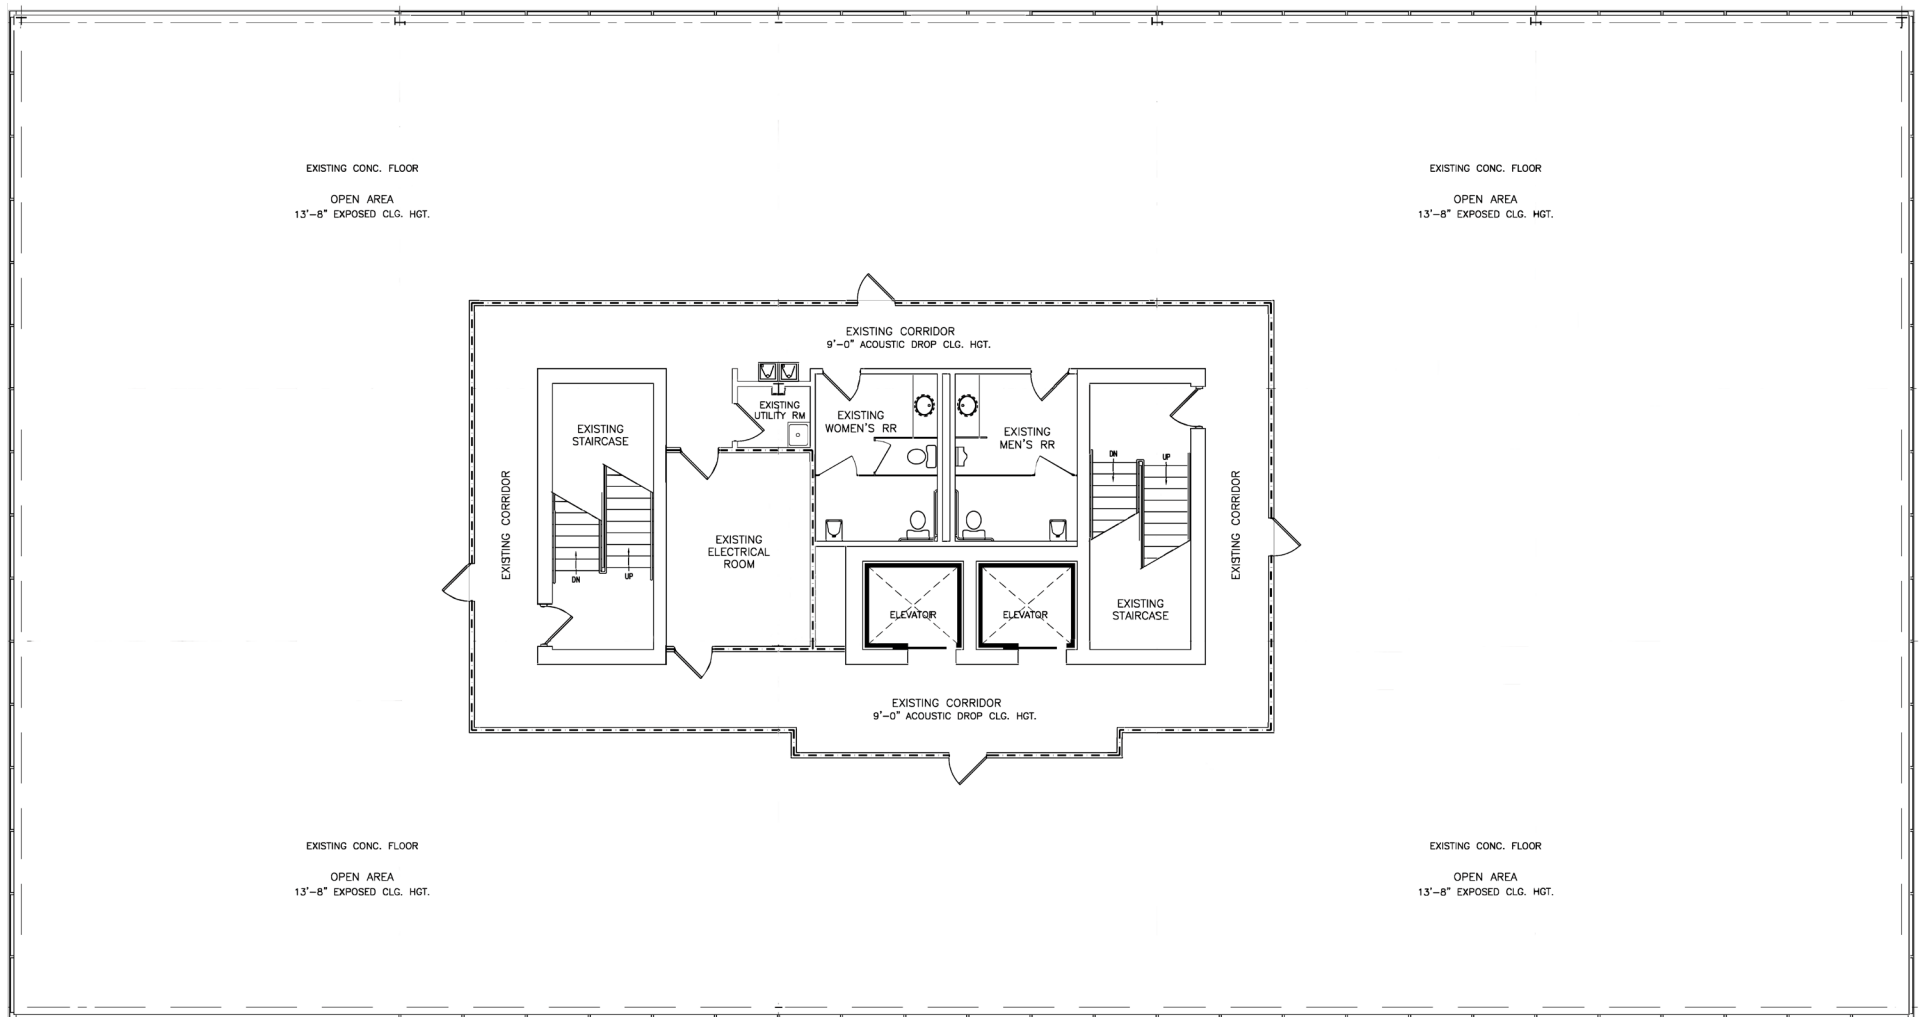 EXISTING CONC. FLOOR
OPEN AREA
13'-8" EXPOSED CLG. HGT.
EXISTING CONC. FLOOR
OPEN AREA
13'-8" EXPOSED CLG. HGT.
EXISTING CORRIDOR
9'-0" ACOUSTIC DROP CLG. HGT.
EXISTING
STAIRCASE
EXISTING
UTILITY RM
EXISTING
WOMEN'S RR
EXISTING
MEN'S RR
DN
UP
EXISTING CORRIDOR
EXISTING CORRIDOR
EXISTING
ELECTRICAL
ROOM
DN
UP
ELEVATOR
ELEVATOR
EXISTING
STAIRCASE
EXISTING CORRIDOR
9'-0" ACOUSTIC DROP CLG. HGT.
EXISTING CONC. FLOOR
OPEN AREA
13'-8" EXPOSED CLG. HGT.
EXISTING CONC. FLOOR
OPEN AREA
13'-8" EXPOSED CLG. HGT.